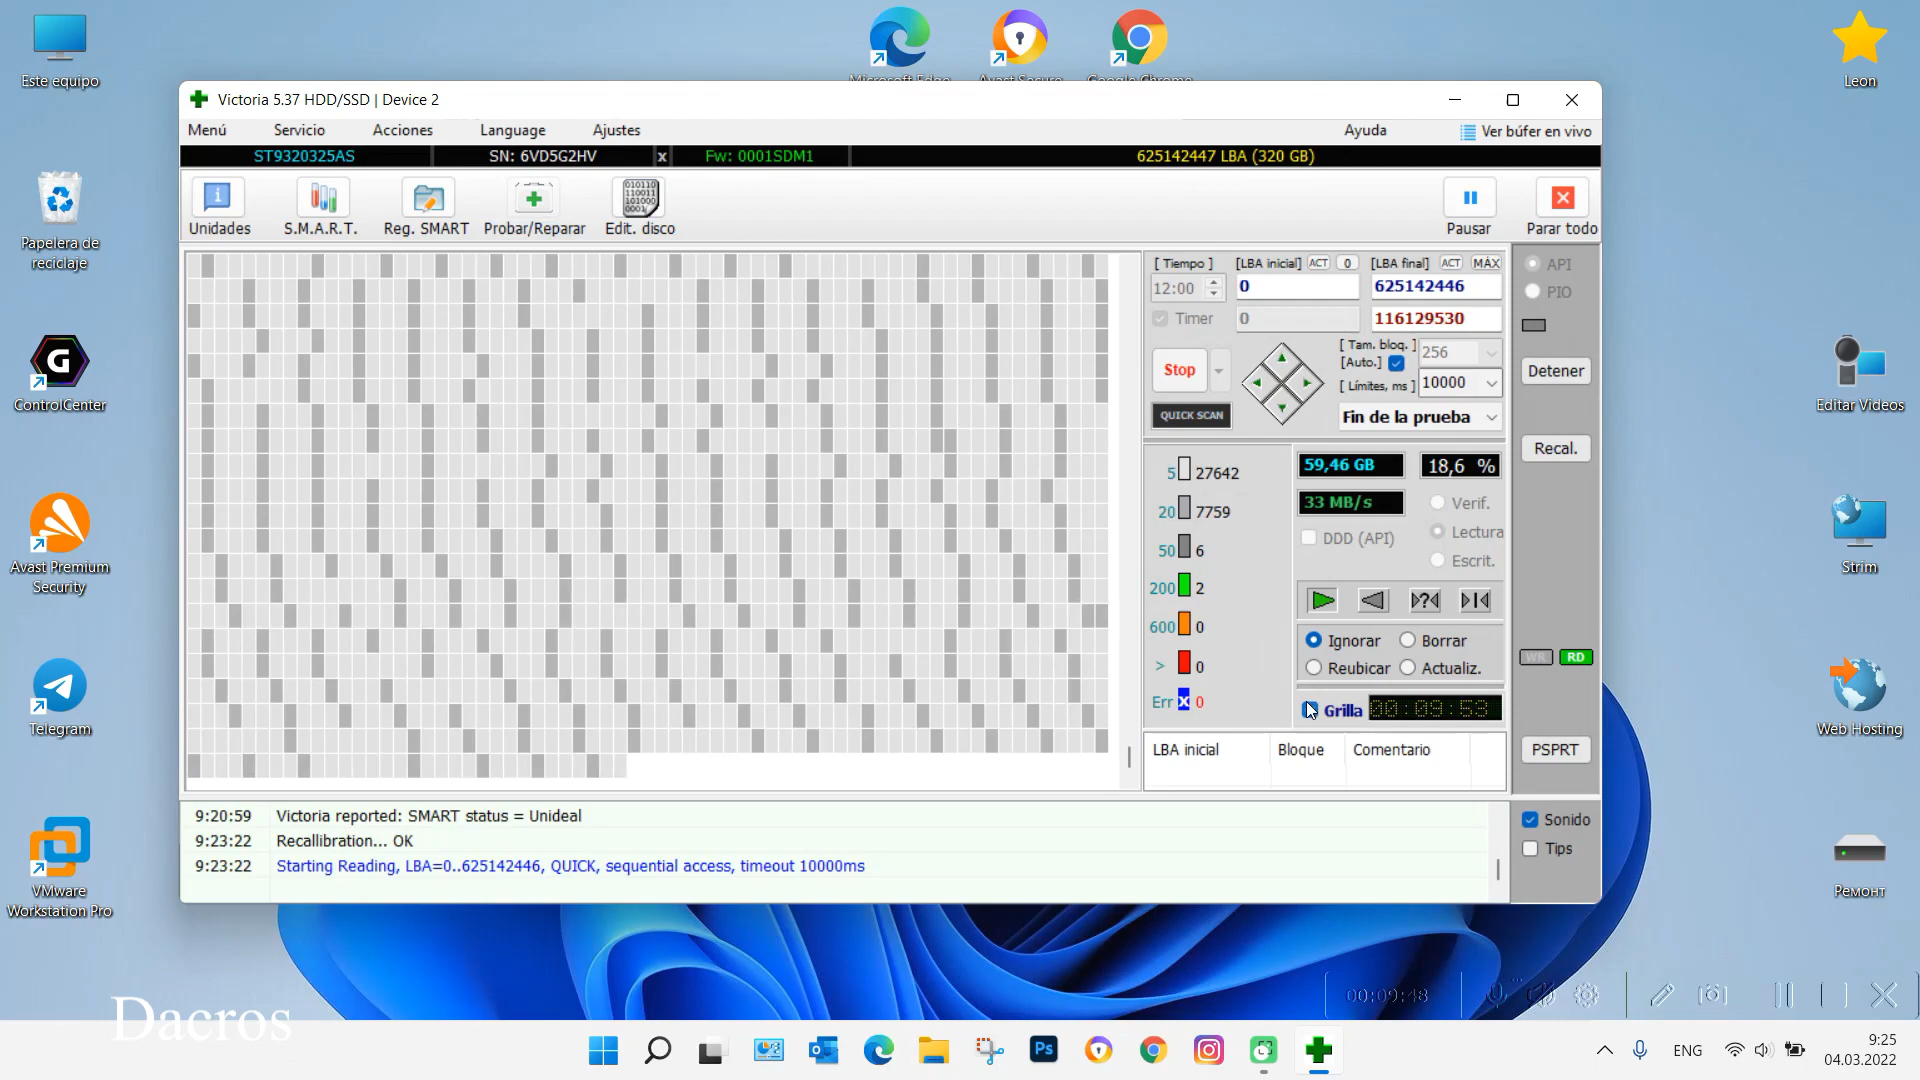 Este equipo
Papelera de
reciclaje
ControlCenter
Avast Premium
Security
Telegram
VMware
Workstation Pro
Microsoft Edge
Avast Secure
Google Chrome
Leon
Editar Videos
Strim
Web Hosting
Ремонт
Victoria 5.37 HDD/SSD | Device 2
Menú Servicio Acciones Language Ajustes Ayuda Ver búfer en vivo
ST9320325AS SN: 6VD5G2HV x Fw: 0001SDM1 625142447 LBA (320 GB)
Unidades S.M.A.R.T. Reg. SMART Probar/Reparar Edit. disco Pausar Parar todo
[ Tiempo ] [LBA inicial] ACT 0 [LBA final] ACT MÁX
12:00 0 625142446
Timer 0 116129530
[ Tam. bloq. ] 256
[Auto.]
Stop
[ Límites, ms ] 10000
QUICK SCAN Fin de la prueba
API
PIO
Detener
Recal.
WR RD
PSPRT
5 27642
20 7759
50 6
200 2
600 0
> 0
Err x 0
59,46 GB 18,6 %
33 MB/s Verif.
DDD (API) Lectura
Escrit.
Ignorar Borrar
Reubicar Actualiz.
Grilla 00:09:53
LBA inicial Bloque Comentario
9:20:59 Victoria reported: SMART status = Unideal
9:23:22 Recallibration... OK
9:23:22 Starting Reading, LBA=0..625142446, QUICK, sequential access, timeout 10000ms
Sonido
Tips
00:09:48
Dacros
Ps
ENG
9:25
04.03.2022